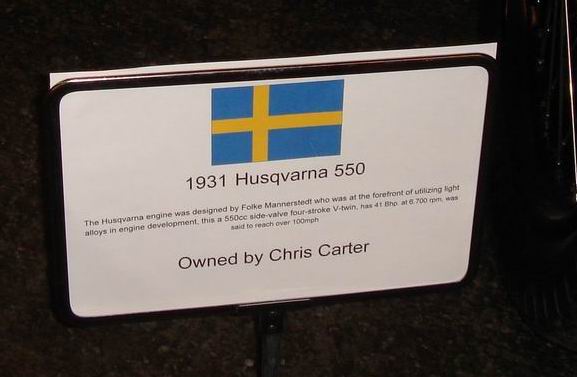 1931 Husqvarna 550
The Husqvarna engine was designed by Folke Mannerstedt who was at the forefront of utilizing light
alloys in engine development, this a 550cc side-valve four-stroke V-twin, has 41 Bhp. at 6.700 rpm, was
said to reach over 100mph
Owned by Chris Carter